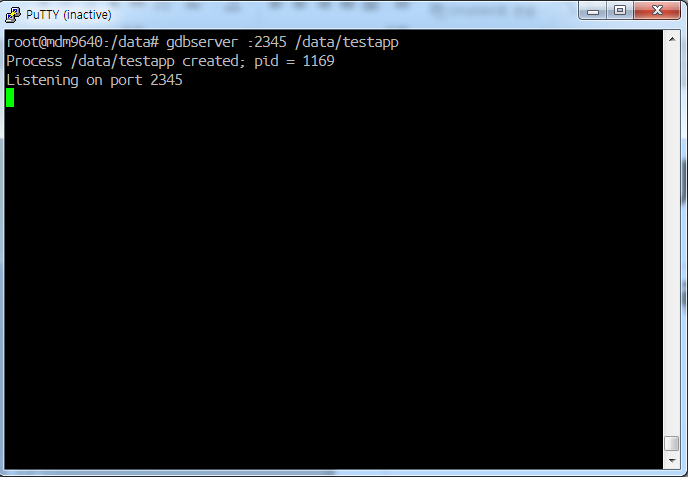 PuTTY (inactive)
root@mdm9640:/data# gdbserver :2345 /data/testapp
Process /data/testapp created; pid = 1169
Listening on port 2345